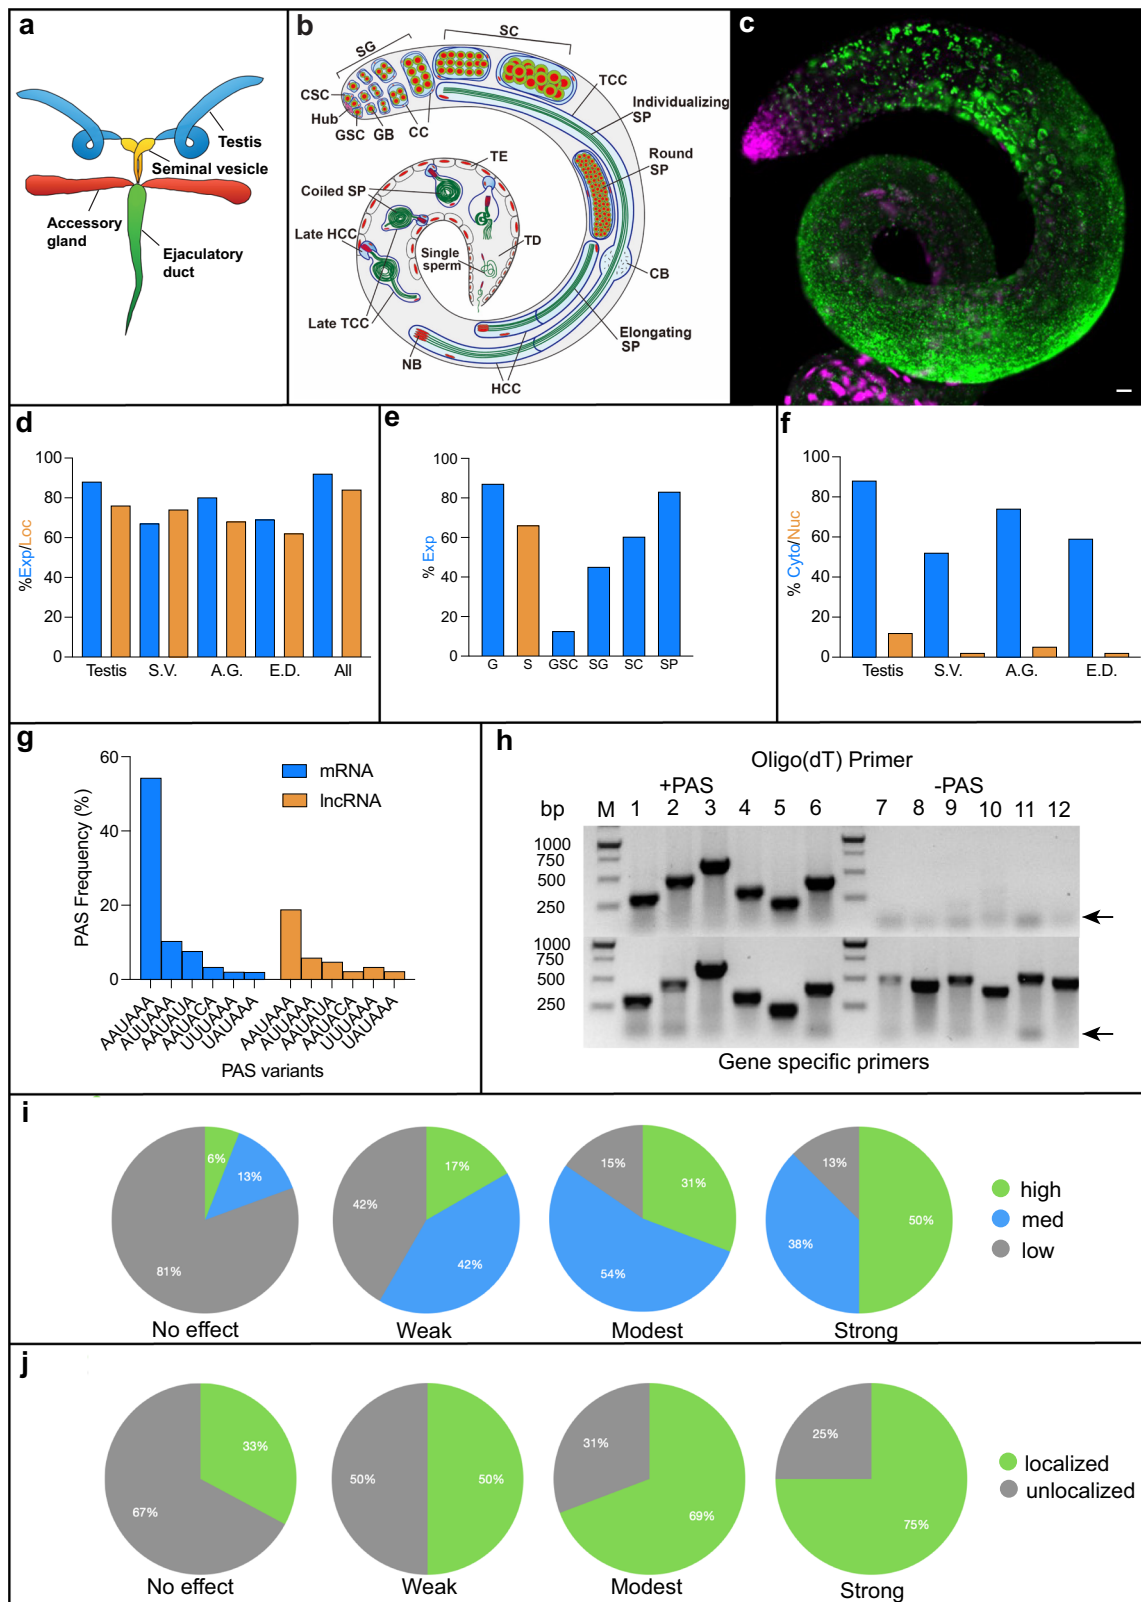 a
Testis
Seminal vesicle
Accessory
gland
Ejaculatory
duct
b
SC
SG
TCC
CSC
Hub
GSC
GB
CC
Individualizing
SP
Round
SP
TE
Coiled SP
Late HCC
TD
Single
sperm
CB
Late TCC
Elongating
SP
NB
HCC
c
d
%Exp/Loc
100
80
60
40
20
0
Testis
S.V.
A.G.
E.D.
All
e
% Exp
100
80
60
40
20
0
G
S
GSC
SG
SC
SP
f
% Cyto/Nuc
100
80
60
40
20
0
Testis
S.V.
A.G.
E.D.
g
PAS Frequency (%)
60
40
20
0
mRNA
lncRNA
AAUAAA
AUUAAA
AAUAUA
AAUACA
UUUAAA
UAUAAA
AAUAAA
AUUAAA
AAUAUA
AAUACA
UUUAAA
UAUAAA
PAS variants
h
Oligo(dT) Primer
+PAS
-PAS
bp M 1 2 3 4 5 6 7 8 9 10 11 12
1000
750
500
250
1000
750
500
250
Gene specific primers
i
6%
13%
81%
No effect
17%
42%
42%
Weak
31%
54%
15%
Modest
50%
38%
13%
Strong
high
med
low
j
33%
67%
No effect
50%
50%
Weak
31%
69%
Modest
25%
75%
Strong
localized
unlocalized